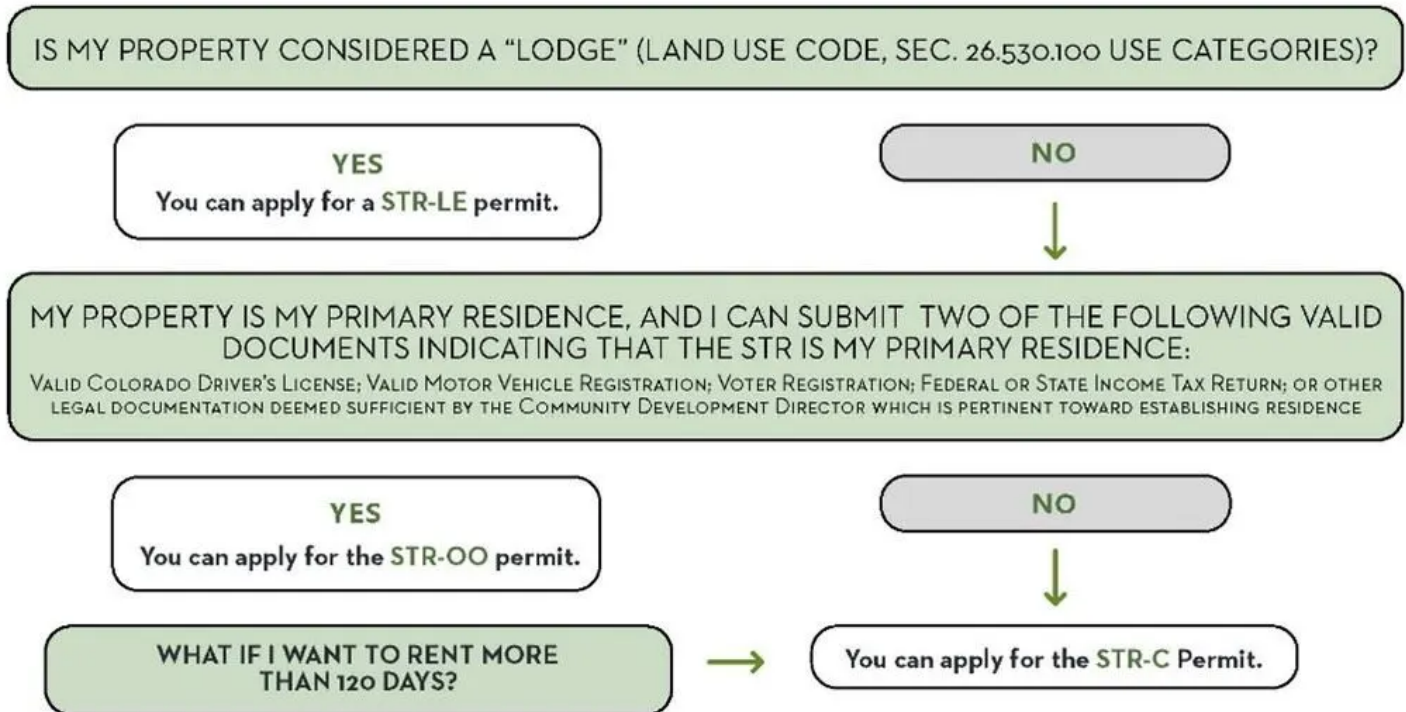 IS MY PROPERTY CONSIDERED A “LODGE” (LAND USE CODE, SEC. 26.530.100 USE CATEGORIES)?
YES
You can apply for a STR-LE permit.
NO
MY PROPERTY IS MY PRIMARY RESIDENCE, AND I CAN SUBMIT TWO OF THE FOLLOWING VALID
DOCUMENTS INDICATING THAT THE STR IS MY PRIMARY RESIDENCE:
VALID COLORADO DRIVER'S LICENSE; VALID MOTOR VEHICLE REGISTRATION; VOTER REGISTRATION; FEDERAL OR STATE INCOME TAX RETURN; OR OTHER
LEGAL DOCUMENTATION DEEMED SUFFICIENT BY THE COMMUNITY DEVELOPMENT DIRECTOR WHICH IS PERTINENT TOWARD ESTABLISHING RESIDENCE
YES
You can apply for the STR-OO permit.
NO
WHAT IF I WANT TO RENT MORE
THAN 120 DAYS?
You can apply for the STR-C Permit.